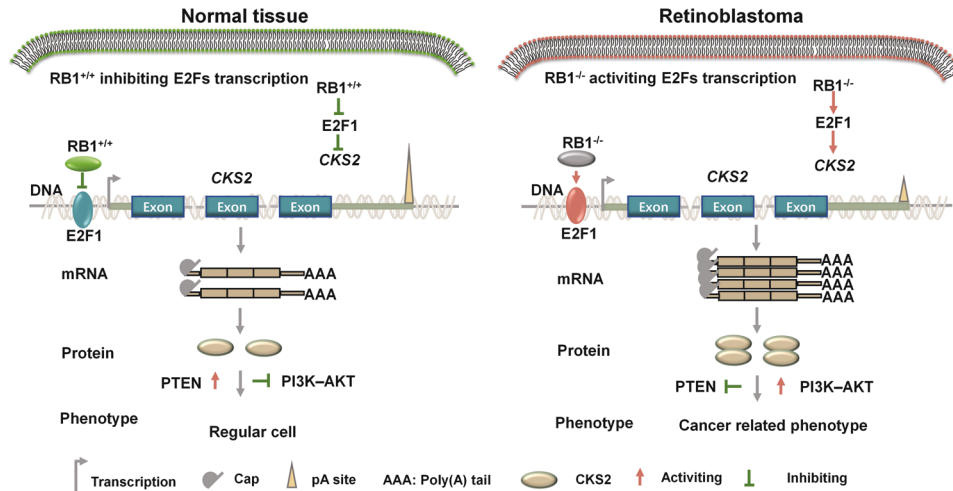 Normal tissue
RB1+/+ inhibiting E2Fs transcription
RB1+/+
E2F1
CKS2
RB1+/+
DNA
CKS2
Exon Exon Exon
E2F1
mRNA
AAA
AAA
Protein
PTEN PI3K–AKT
Phenotype
Regular cell
Retinoblastoma
RB1-/- activiting E2Fs transcription
RB1-/-
E2F1
CKS2
RB1-/-
DNA
CKS2
Exon Exon Exon
E2F1
mRNA
AAA
AAA
AAA
AAA
Protein
PTEN PI3K–AKT
Phenotype
Cancer related phenotype
Transcription Cap pA site AAA: Poly(A) tail CKS2 Activiting Inhibiting